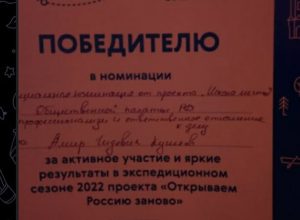 ПОБЕДИТЕЛЮ
в номинации
номинация от проекта
Общественной палаты РФ
и ответственное отношение
к делу
Амир
за активное участие и яркие
результаты в экспедиционном
сезоне 2022 проекта «Открываем
Россию заново»